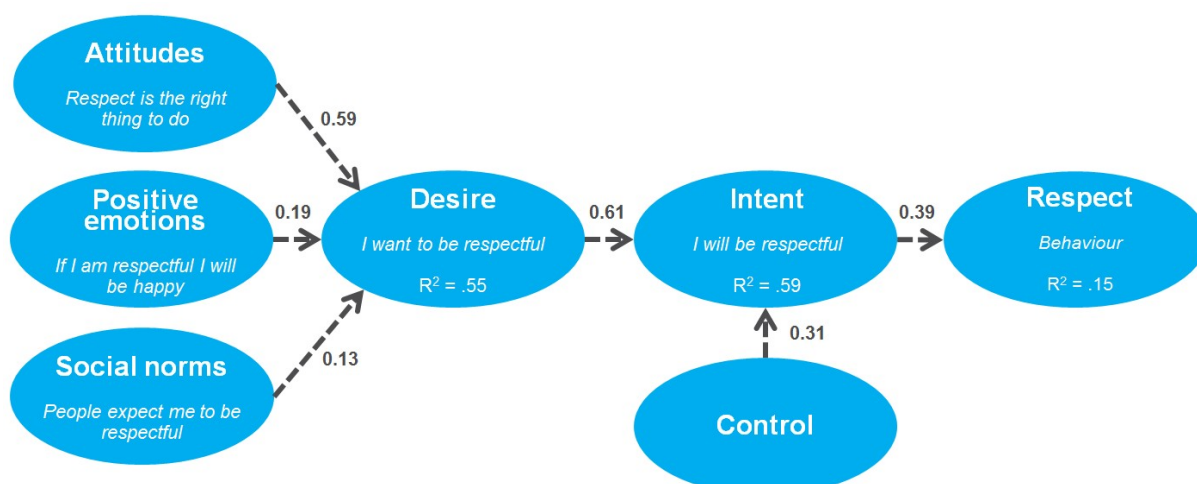 Attitudes
Respect is the right
thing to do
0.59
Positive
emotions
If I am respectful I will
be happy
0.19
Social norms
People expect me to be
respectful
0.13
Desire
I want to be respectful
R² = .55
0.61
Intent
I will be respectful
R² = .59
0.39
Respect
Behaviour
R² = .15
0.31
Control